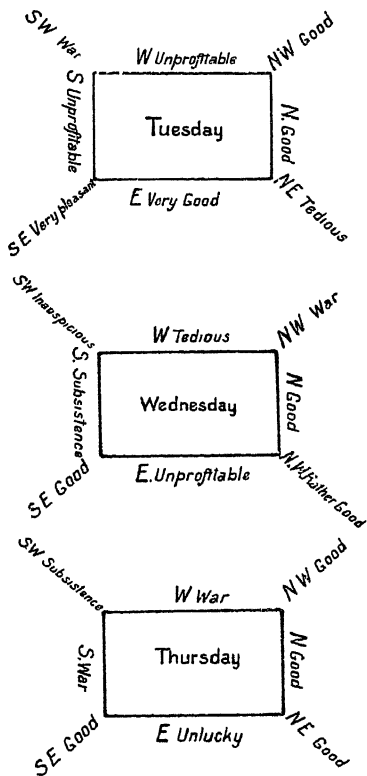 SW War
W Unprofitable
NW Good
S Unprofitable
Tuesday
N. Good
SE Very pleasant
E Very Good
NE Tedious
SW Inauspicious
W Tedious
NW War
S. Subsistence
Wednesday
N Good
SE Good
E. Unprofitable
N.W. Rather Good
S.W Subsistence
W War
NW Good
S. War
Thursday
N Good
SE Good
E Unlucky
NE Good